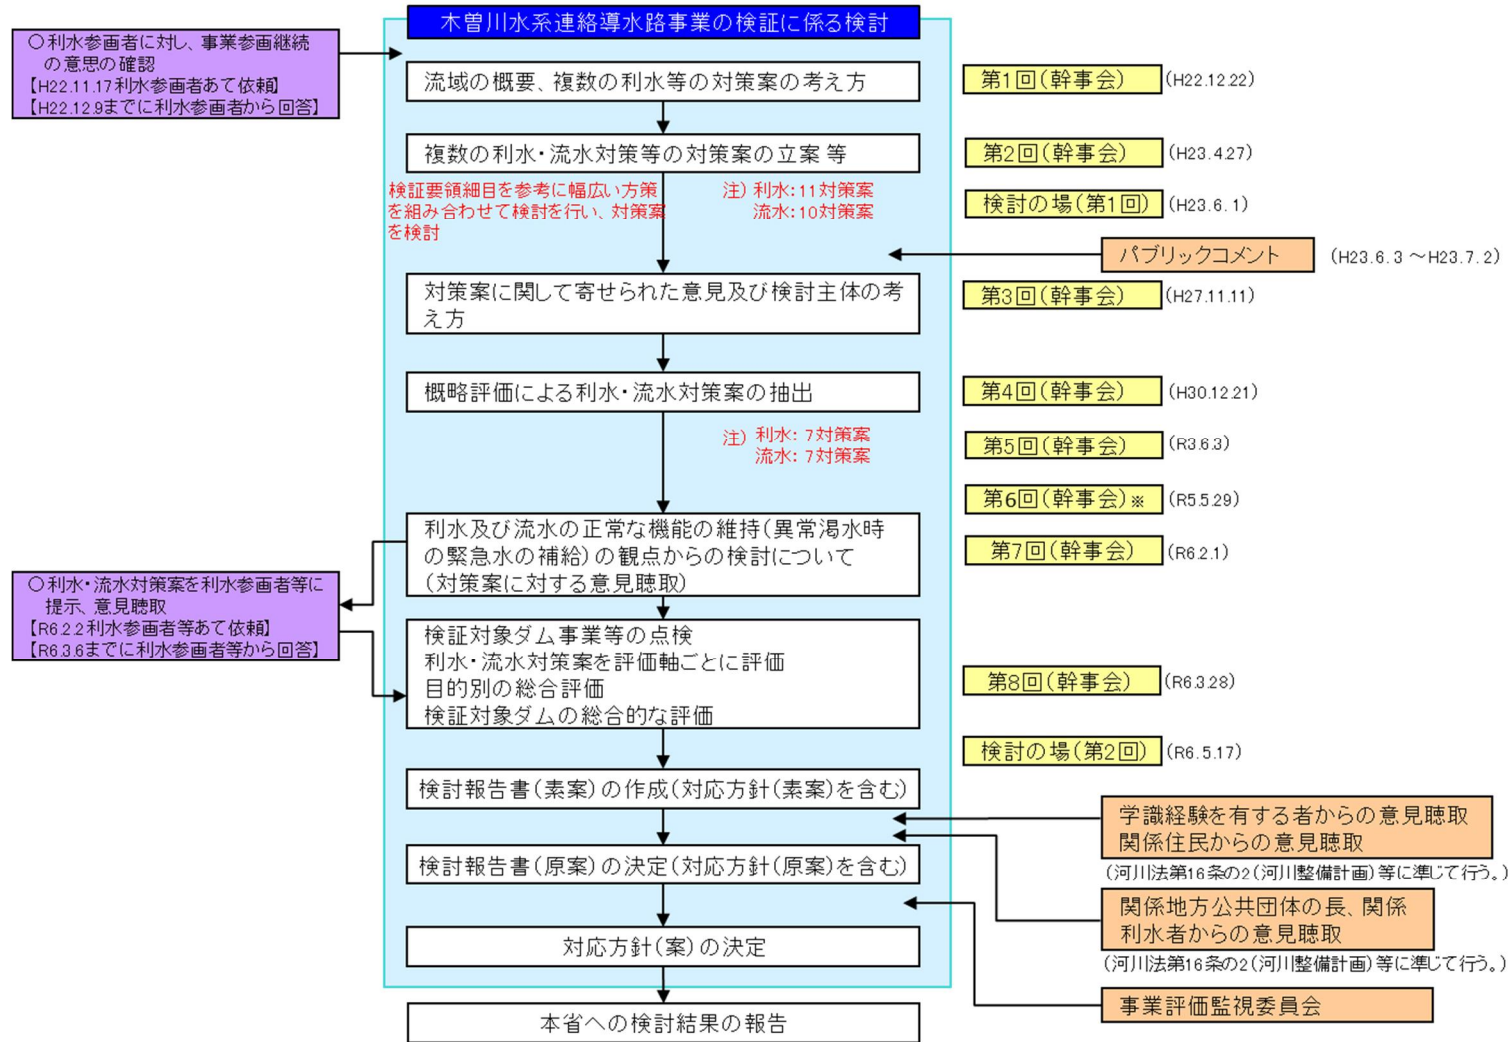 木曽川水系連絡導水路事業の検証に係る検討
○利水参画者に対し、事業参画継続
の意思の確認
【H22.11.17利水参画者あて依頼】
【H22.12.9までに利水参画者から回答】
流域の概要、複数の利水等の対策案の考え方
第1回(幹事会) (H22.12.22)
複数の利水・流水対策等の対策案の立案 等
第2回(幹事会) (H23.4.27)
検証要領細目を参考に幅広い方策
を組み合わせて検討を行い、対策案
を検討
注) 利水:11対策案
流水:10対策案
検討の場(第1回) (H23.6.1)
パブリックコメント (H23.6.3 ～H23.7.2)
対策案に関して寄せられた意見及び検討主体の考
え方
第3回(幹事会) (H27.11.11)
概略評価による利水・流水対策案の抽出
第4回(幹事会) (H30.12.21)
注) 利水: 7対策案
流水: 7対策案
第5回(幹事会) (R3.6.3)
第6回(幹事会)※ (R5.5.29)
利水及び流水の正常な機能の維持(異常渇水時
の緊急水の補給)の観点からの検討について
(対策案に対する意見聴取)
第7回(幹事会) (R6.2.1)
○利水・流水対策案を利水参画者等に
提示、意見聴取
【R6.2.2利水参画者等あて依頼】
【R6.3.6までに利水参画者等から回答】
検証対象ダム事業等の点検
利水・流水対策案を評価軸ごとに評価
目的別の総合評価
検証対象ダムの総合的な評価
第8回(幹事会) (R6.3.28)
検討の場(第2回) (R6.5.17)
検討報告書(素案)の作成(対応方針(素案)を含む)
学識経験を有する者からの意見聴取
関係住民からの意見聴取
(河川法第16条の2(河川整備計画)等に準じて行う。)
検討報告書(原案)の決定(対応方針(原案)を含む)
関係地方公共団体の長、関係
利水者からの意見聴取
(河川法第16条の2(河川整備計画)等に準じて行う。)
対応方針(案)の決定
事業評価監視委員会
本省への検討結果の報告